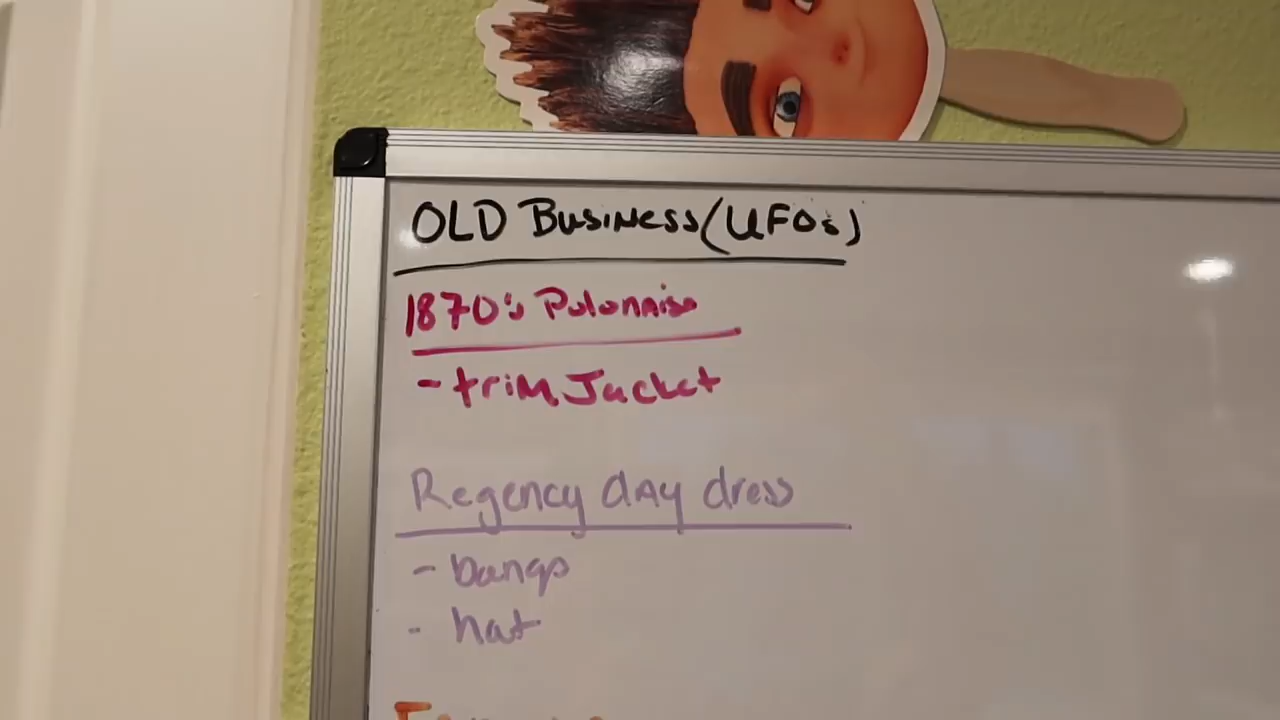 OLD BUSINESS (UFOs)
1870's Polonaise
- trim Jacket
Regency day dress
- bangs
- hat